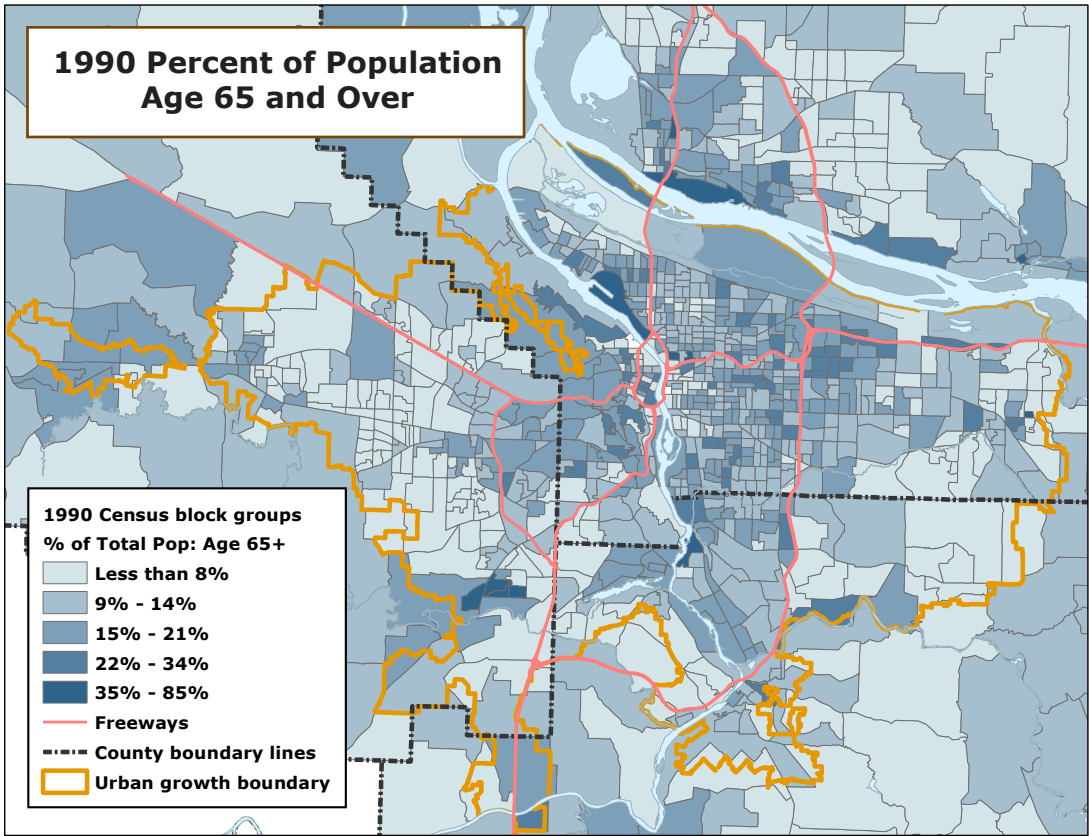 1990 Percent of Population
Age 65 and Over
1990 Census block groups
% of Total Pop: Age 65+
Less than 8%
9% - 14%
15% - 21%
22% - 34%
35% - 85%
Freeways
County boundary lines
Urban growth boundary